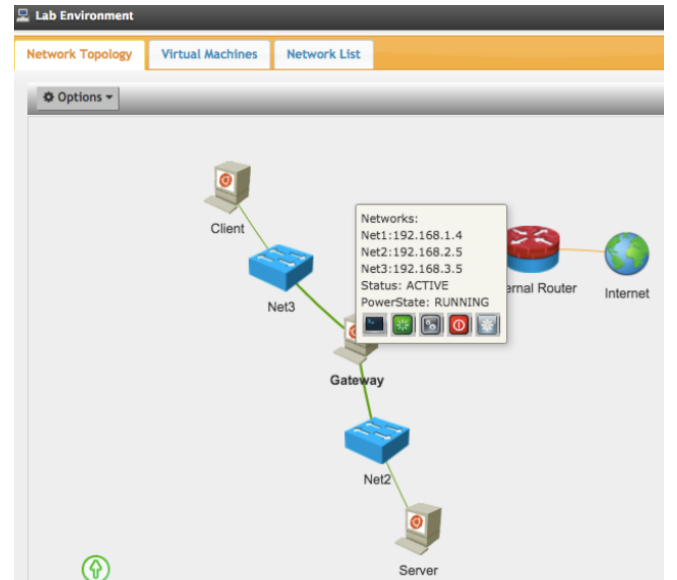 Lab Environment
Network Topology
Virtual Machines
Network List
Options
Client
Networks:
Net1:192.168.1.4
Net2:192.168.2.5
Net3:192.168.3.5
Status: ACTIVE
PowerState: RUNNING
ernal Router
Internet
Net3
Gateway
Net2
Server